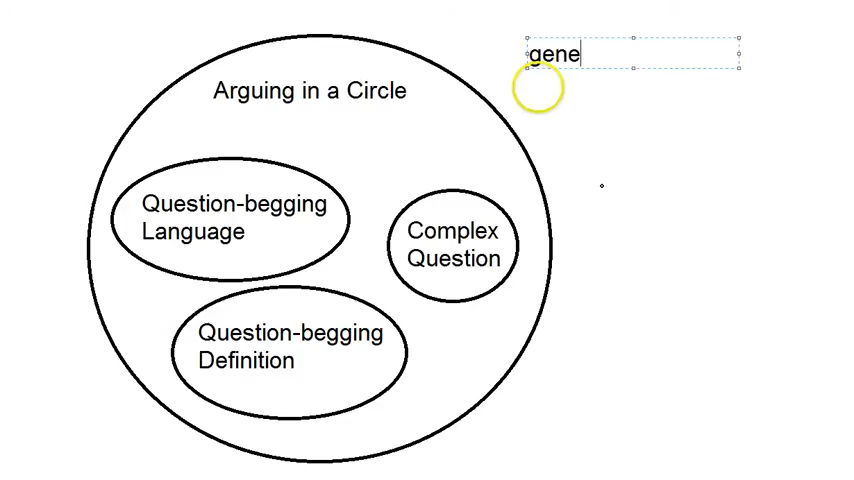 gene
Arguing in a Circle
Question-begging
Language
Complex
Question
Question-begging
Definition